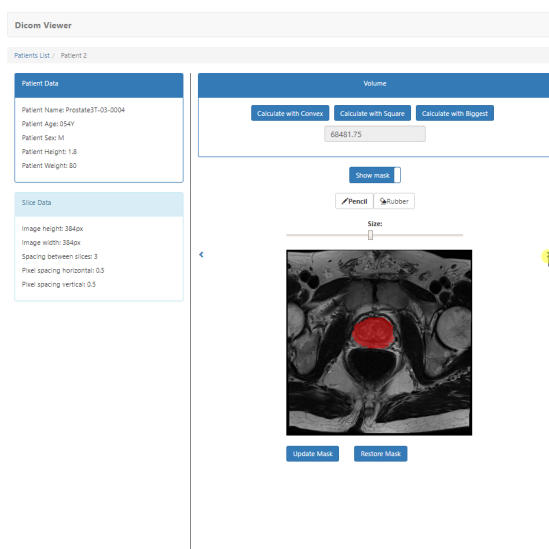 Dicom Viewer
Patients List / Patient 2
Patient Data
Patient Name: Prostate3T-03-0004
Patient Age: 054Y
Patient Sex: M
Patient Height: 1.8
Patient Weight: 80
Slice Data
Image height: 384px
Image width: 384px
Spacing between slices: 3
Pixel spacing horizontal: 0.5
Pixel spacing vertical: 0.5
Volume
Calculate with Convex Calculate with Square Calculate with Biggest
68481.75
Show mask
Pencil Rubber
Size:
Update Mask Restore Mask